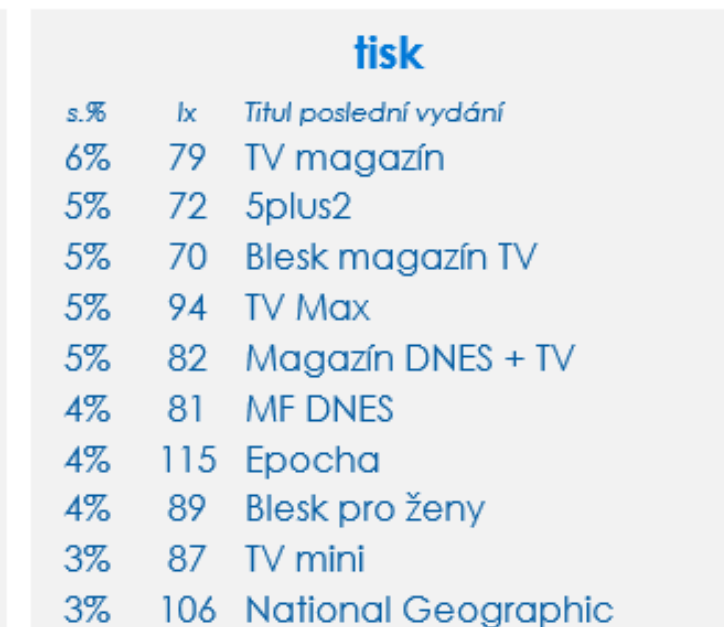 tisk
s.% Ix Titul poslední vydání
6% 79 TV magazín
5% 72 5plus2
5% 70 Blesk magazín TV
5% 94 TV Max
5% 82 Magazín DNES + TV
4% 81 MF DNES
4% 115 Epocha
4% 89 Blesk pro ženy
3% 87 TV mini
3% 106 National Geographic